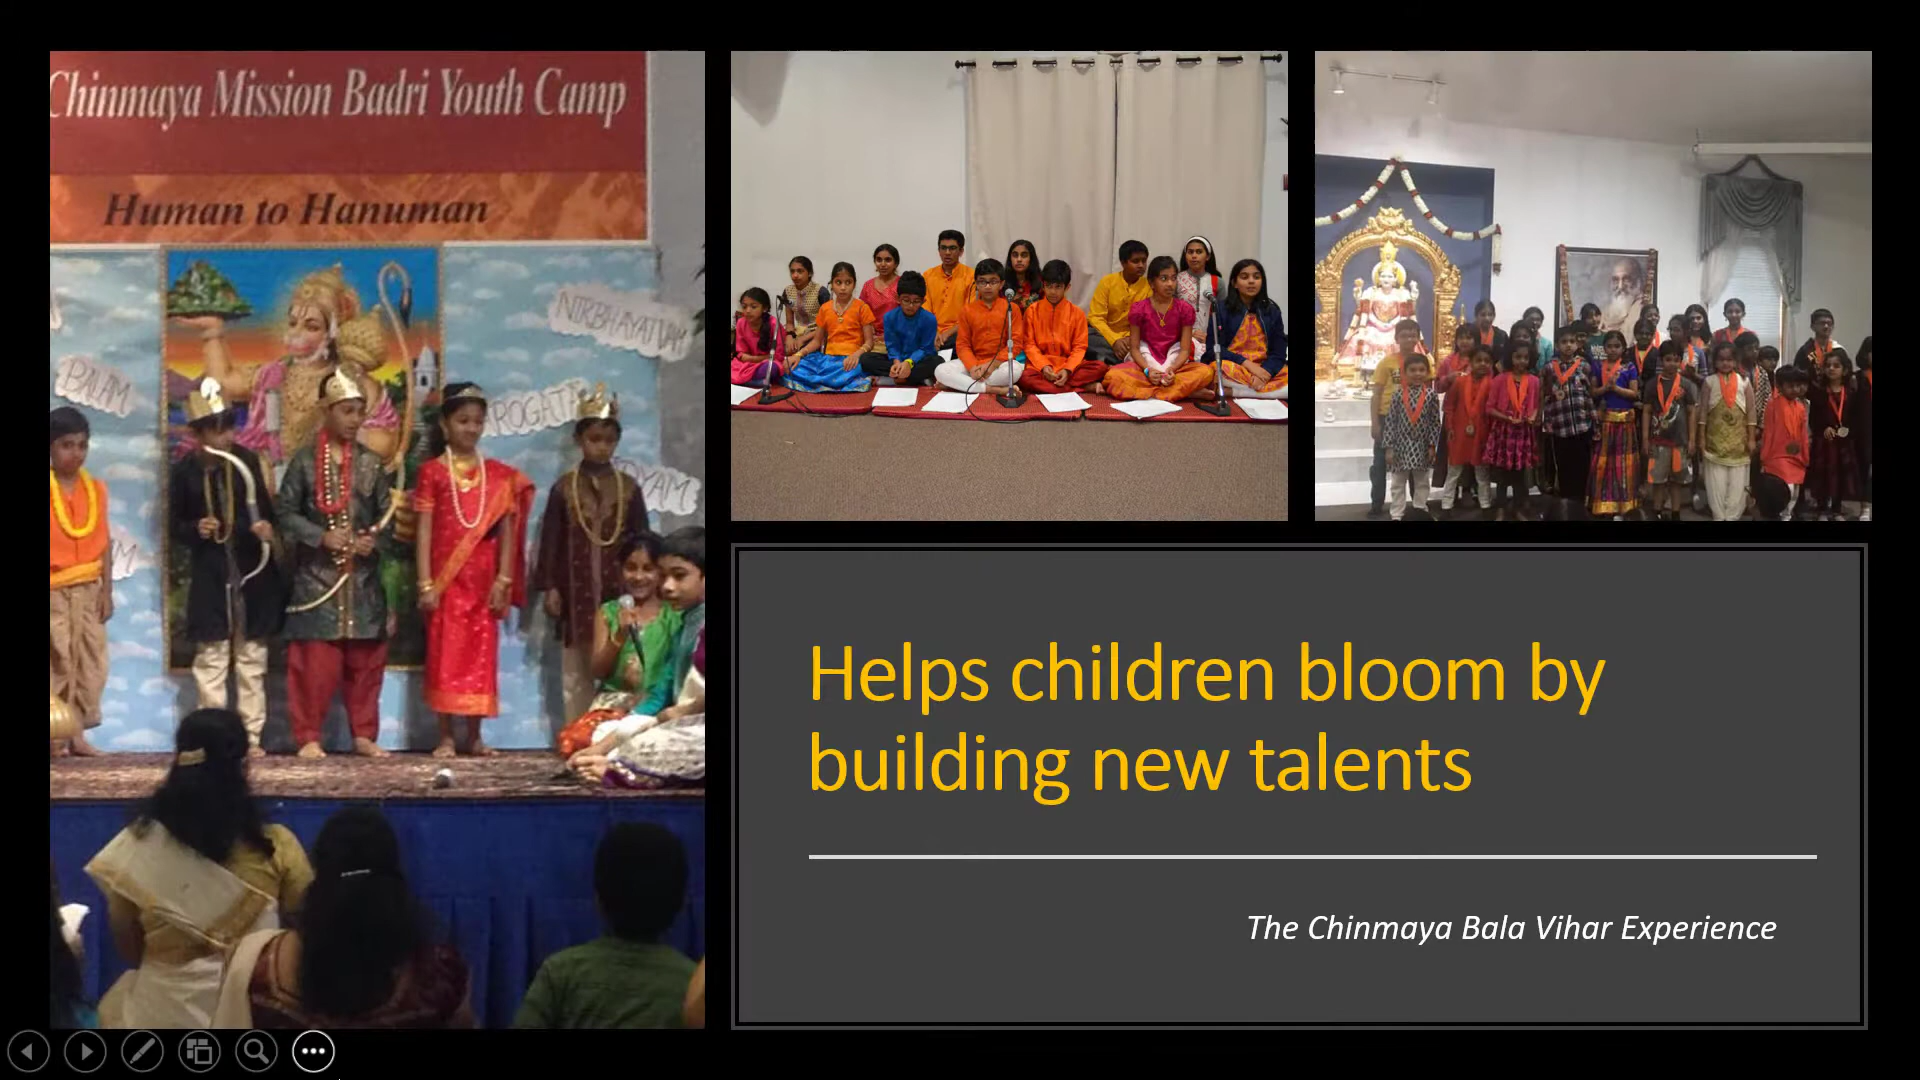 Chinmaya Mission Badri Youth Camp
Human to Hanuman
NIRBHAYATVAM
BALAM
Helps children bloom by
building new talents
The Chinmaya Bala Vihar Experience